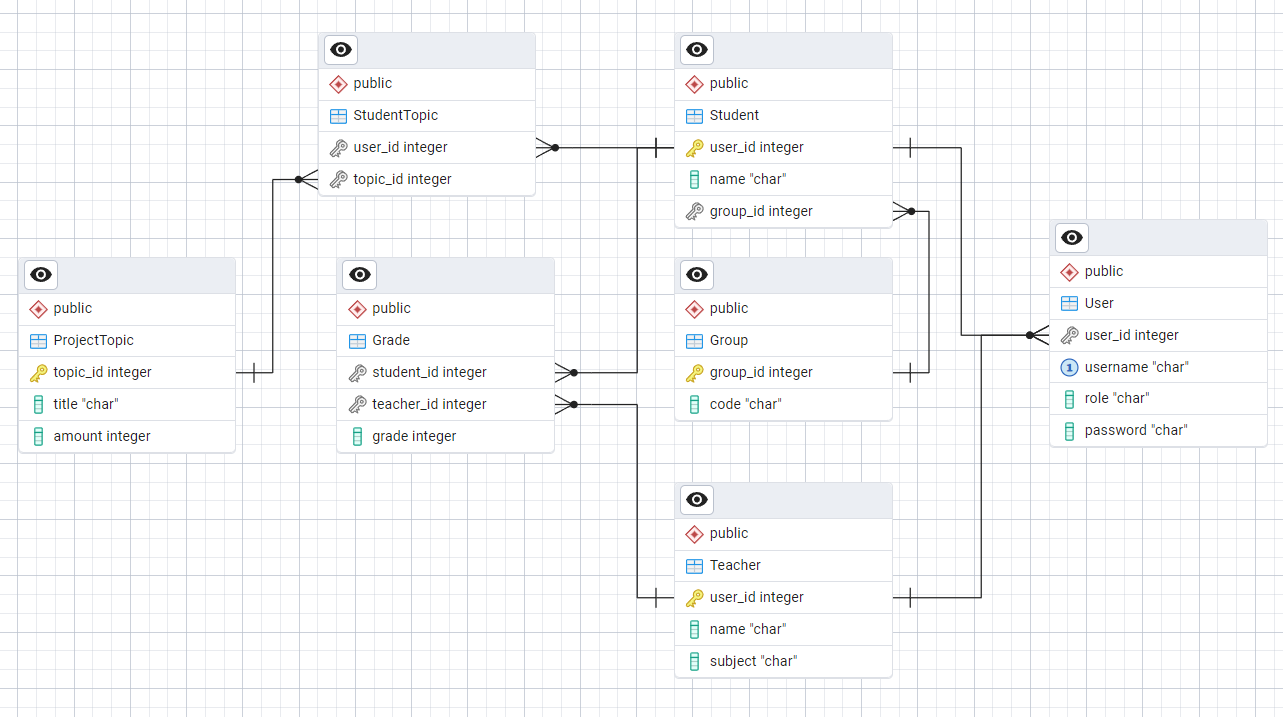 public
StudentTopic
user_id integer
topic_id integer
public
Student
user_id integer
name "char"
group_id integer
public
User
user_id integer
username "char"
role "char"
password "char"
public
ProjectTopic
topic_id integer
title "char"
amount integer
public
Grade
student_id integer
teacher_id integer
grade integer
public
Group
group_id integer
code "char"
public
Teacher
user_id integer
name "char"
subject "char"
1